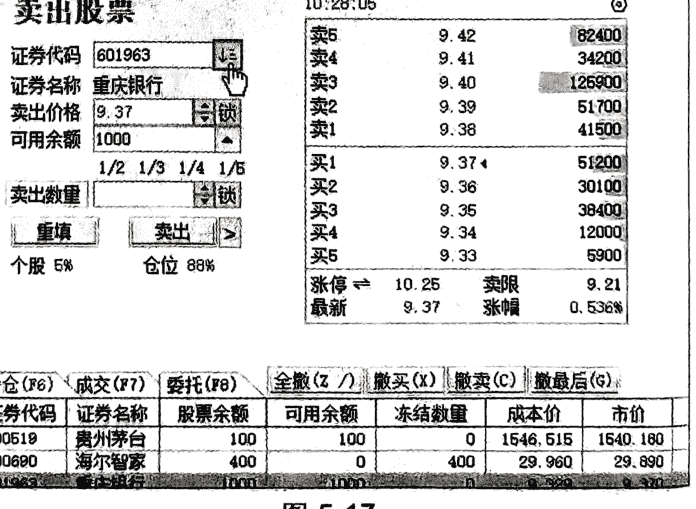 卖出股票
证券代码 601963
证券名称 重庆银行
卖出价格 9.37 锁
可用余额 1000
1/2 1/3 1/4 1/5
卖出数量 锁
重填 卖出 >
个股 5% 仓位 88%
10:28:05
卖5 9.42 82400
卖4 9.41 34200
卖3 9.40 125900
卖2 9.39 51700
卖1 9.38 41500
买1 9.37 51200
买2 9.36 30100
买3 9.35 38400
买4 9.34 12000
买5 9.33 5900
涨停 10.25 卖限 9.21
最新 9.37 涨幅 0.536%
仓(F6) 成交(F7) 委托(F8) 全撤(Z /) 撤买(X) 撤卖(C) 撤最后(G)
证券代码 证券名称 股票余额 可用余额 冻结数量 成本价 市价
00519 贵州茅台 100 100 0 1546.515 1540.180
00690 海尔智家 400 0 400 29.960 29.890
01963 重庆银行 1000 1000 0 9.370